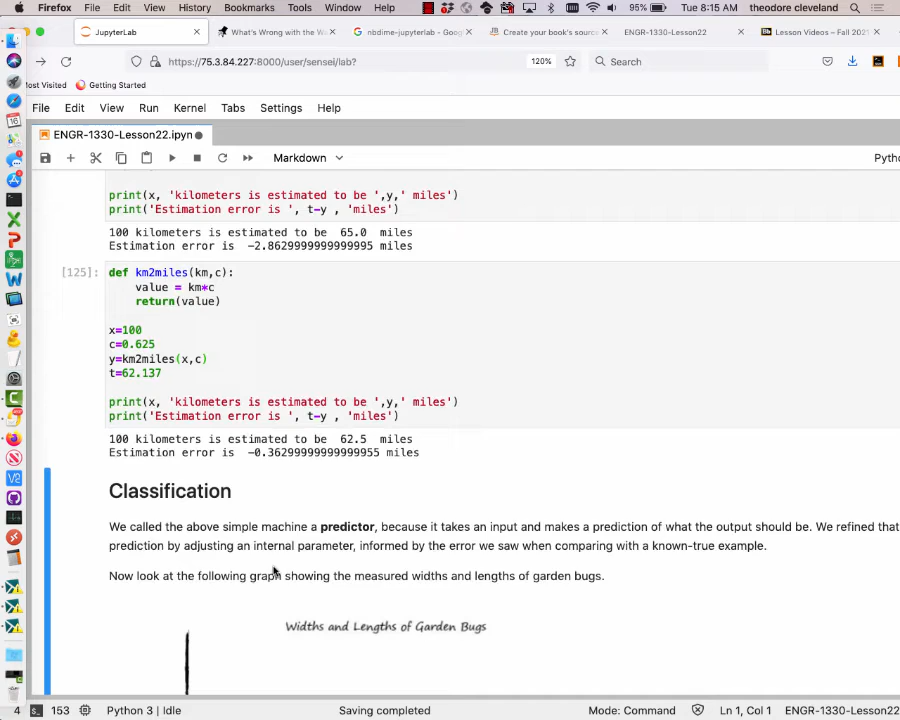 Firefox File Edit View History Bookmarks Tools Window Help 95% Tue 8:15 AM theodore cleveland
JupyterLab × What's Wrong with the × nbdime-jupyterlab - Goo × Create your book's source × ENGR-1330-Lesson22 × Lesson Videos – Fall 202 ×
https://75.3.84.227:8000/user/sensei/lab? 120% Search
ost Visited Getting Started
File Edit View Run Kernel Tabs Settings Help
ENGR-1330-Lesson22.ipyn
Markdown Pytho
print(x, 'kilometers is estimated to be ',y,' miles')
print('Estimation error is ', t-y , 'miles')
100 kilometers is estimated to be 65.0 miles
Estimation error is -2.8629999999999995 miles
[125]: def km2miles(km,c):
value = km*c
return(value)
x=100
c=0.625
y=km2miles(x,c)
t=62.137
print(x, 'kilometers is estimated to be ',y,' miles')
print('Estimation error is ', t-y , 'miles')
100 kilometers is estimated to be 62.5 miles
Estimation error is -0.36299999999999955 miles
Classification
We called the above simple machine a predictor, because it takes an input and makes a prediction of what the output should be. We refined that
prediction by adjusting an internal parameter, informed by the error we saw when comparing with a known-true example.
Now look at the following graph showing the measured widths and lengths of garden bugs.
Widths and Lengths of Garden Bugs
4 153 Python 3 | Idle Saving completed Mode: Command Ln 1, Col 1 ENGR-1330-Lesson22